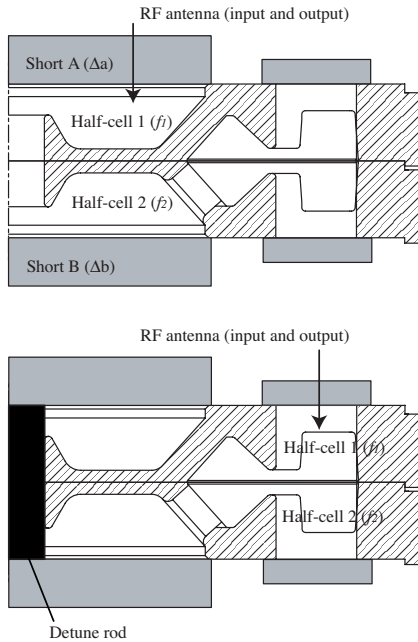 RF antenna (input and output)
Short A (Δa)
Half-cell 1 (f1)
Half-cell 2 (f2)
Short B (Δb)
RF antenna (input and output)
Half-cell 1 (f1)
Half-cell 2 (f2)
Detune rod